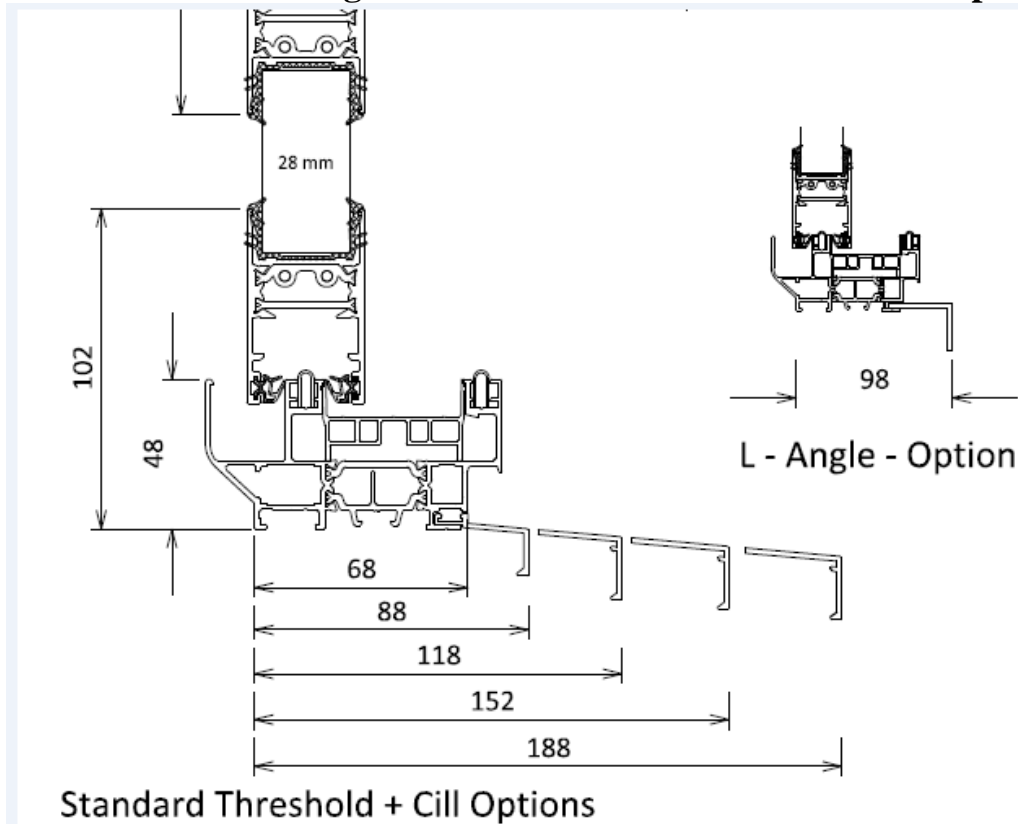 28 mm
102
48
98
L - Angle - Option
68
88
118
152
188
Standard Threshold + Cill Options